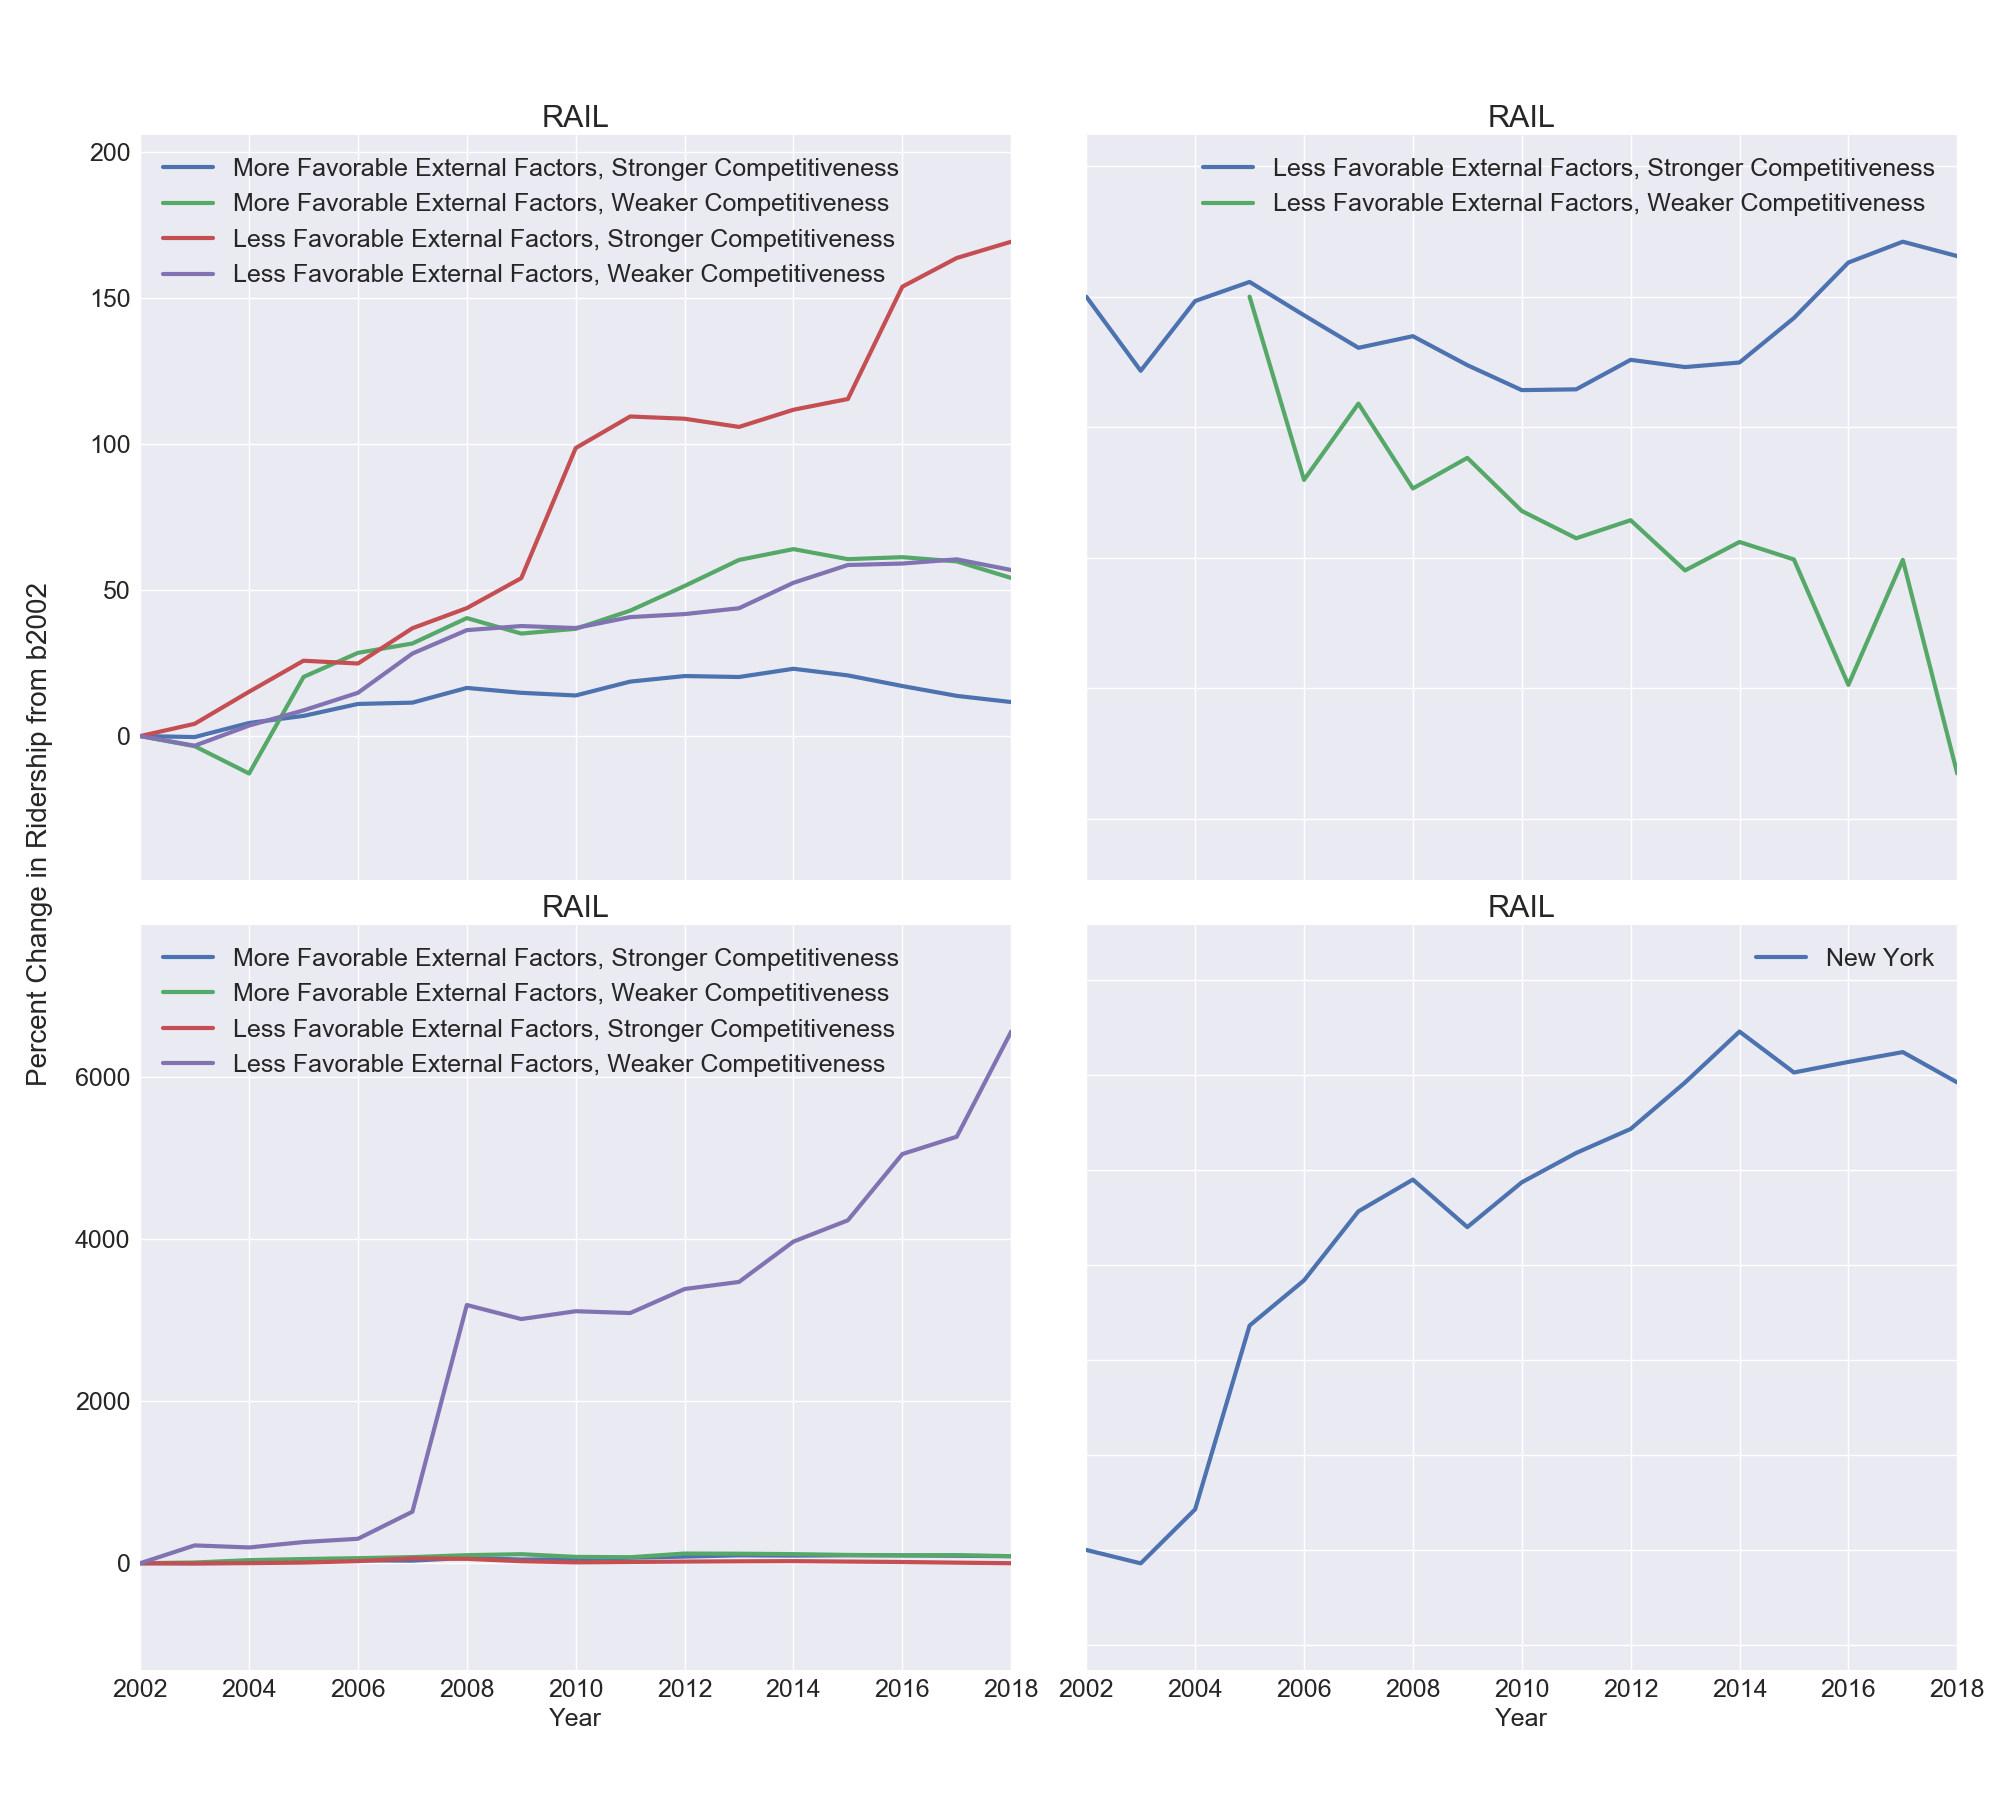 Percent Change in Ridership from b2002
RAIL
200
150
100
50
0
More Favorable External Factors, Stronger Competitiveness
More Favorable External Factors, Weaker Competitiveness
Less Favorable External Factors, Stronger Competitiveness
Less Favorable External Factors, Weaker Competitiveness
RAIL
Less Favorable External Factors, Stronger Competitiveness
Less Favorable External Factors, Weaker Competitiveness
RAIL
More Favorable External Factors, Stronger Competitiveness
More Favorable External Factors, Weaker Competitiveness
Less Favorable External Factors, Stronger Competitiveness
Less Favorable External Factors, Weaker Competitiveness
6000
4000
2000
0
2002 2004 2006 2008 2010 2012 2014 2016 2018
Year
RAIL
New York
2002 2004 2006 2008 2010 2012 2014 2016 2018
Year